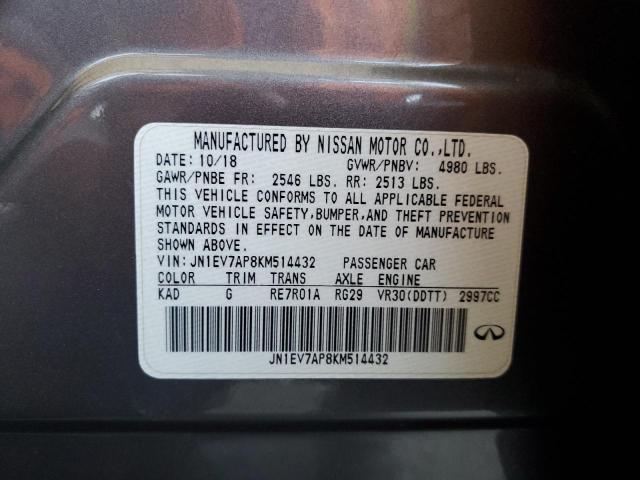 MANUFACTURED BY NISSAN MOTOR CO.,LTD.
DATE: 10/18 GVWR/PNBV: 4980 LBS.
GAWR/PNBE FR: 2546 LBS. RR: 2513 LBS.
THIS VEHICLE CONFORMS TO ALL APPLICABLE FEDERAL
MOTOR VEHICLE SAFETY,BUMPER,AND THEFT PREVENTION
STANDARDS IN EFFECT ON THE DATE OF MANUFACTURE
SHOWN ABOVE.
VIN: JN1EV7AP8KM514432 PASSENGER CAR
COLOR TRIM TRANS AXLE ENGINE
KAD G RE7R01A RG29 VR30(DDTT) 2997CC
JN1EV7AP8KM514432